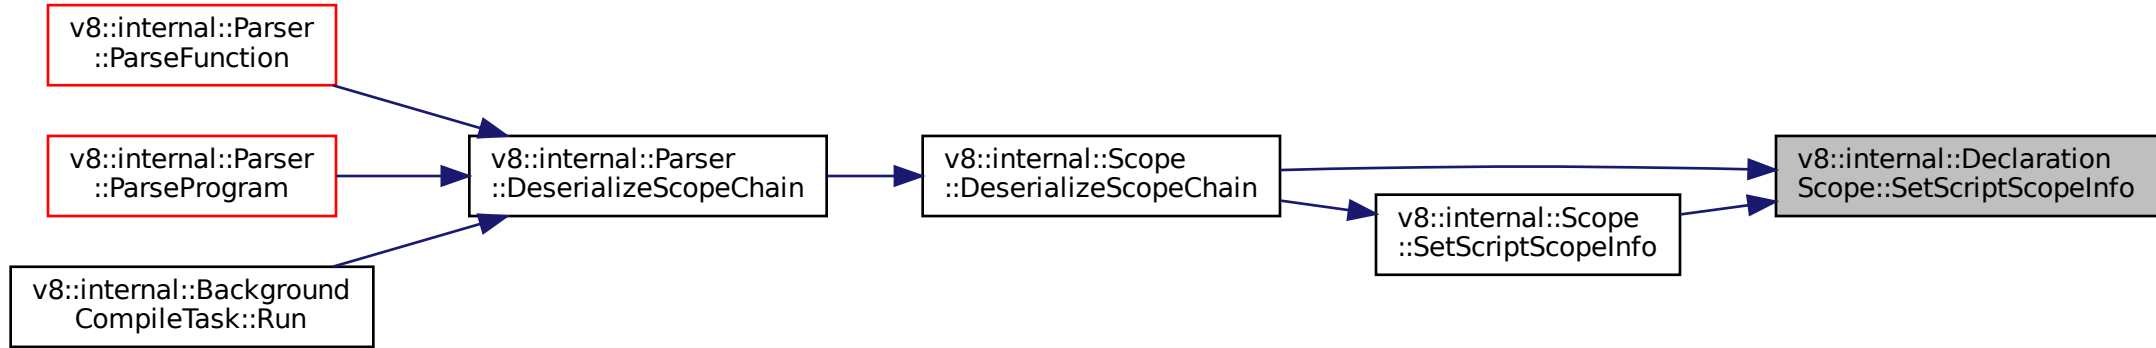 v8::internal::Parser
::ParseFunction
v8::internal::Parser
::ParseProgram
v8::internal::Background
CompileTask::Run
v8::internal::Parser
::DeserializeScopeChain
v8::internal::Scope
::DeserializeScopeChain
v8::internal::Scope
::SetScriptScopeInfo
v8::internal::Declaration
Scope::SetScriptScopeInfo